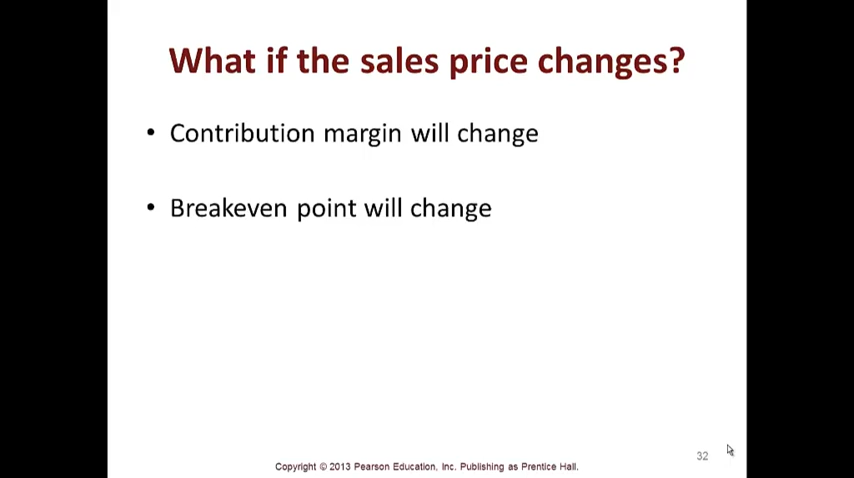 What if the sales price changes?
• Contribution margin will change
• Breakeven point will change
32
Copyright © 2013 Pearson Education, Inc. Publishing as Prentice Hall.